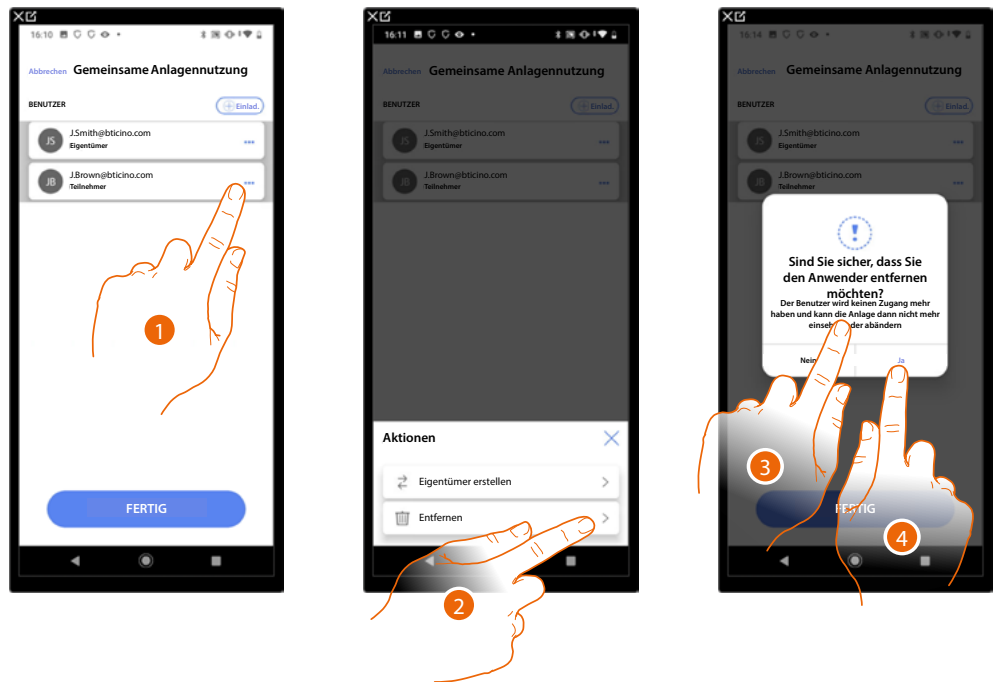 16:10
Abbrechen Gemeinsame Anlagennutzung
BENUTZER
Einlad.
JS
J.Smith@bticino.com
Eigentümer
JB
J.Brown@bticino.com
Teilnehmer
1
FERTIG
16:11
Abbrechen Gemeinsame Anlagennutzung
BENUTZER
Einlad.
JS
J.Smith@bticino.com
Eigentümer
JB
J.Brown@bticino.com
Teilnehmer
Aktionen
Eigentümer erstellen
Entfernen
2
16:14
Abbrechen Gemeinsame Anlagennutzung
BENUTZER
Einlad.
JS
J.Smith@bticino.com
Eigentümer
JB
J.Brown@bticino.com
Teilnehmer
Sind Sie sicher, dass Sie
den Anwender entfernen
möchten?
Der Benutzer wird keinen Zugang mehr
haben und kann die Anlage dann nicht mehr
abändern
Nein
Ja
3
FERTIG
4